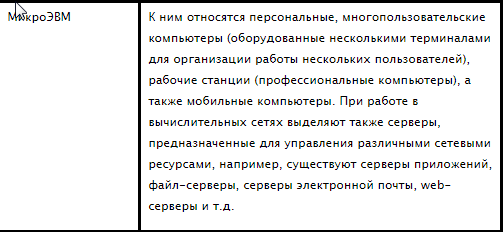 МикроЭВМ
К ним относятся персональные, многопользовательские
компьютеры (оборудованные несколькими терминалами
для организации работы нескольких пользователей),
рабочие станции (профессиональные компьютеры), а
также мобильные компьютеры. При работе в
вычислительных сетях выделяют также серверы,
предназначенные для управления различными сетевыми
ресурсами, например, существуют серверы приложений,
файл-серверы, серверы электронной почты, web-
серверы и т.д.